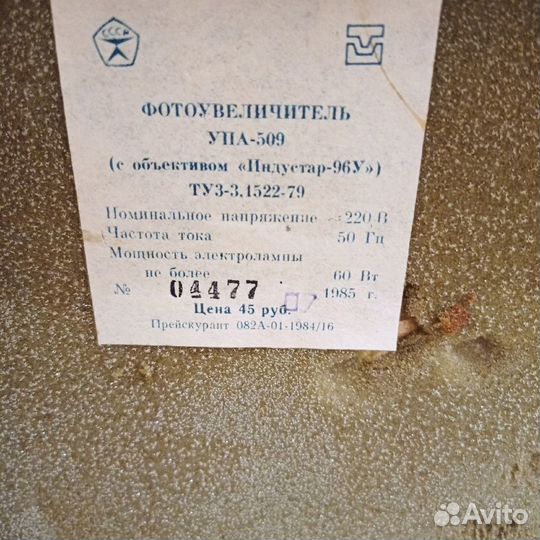 СССР
ФОТОУВЕЛИЧИТЕЛЬ
УПА-509
(с объективом «Индустар-96У»)
ТУ3-3.1522-79
Номинальное напряжение ~220 В
Частота тока 50 Гц
Мощность электролампы
не более 60 Вт
№ 04477 1985 г.
Цена 45 руб.
Прейскурант 082А-01-1984/16
Avito